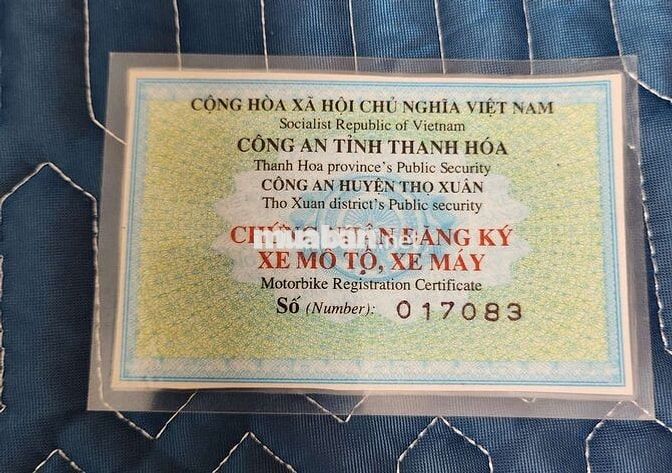 CỘNG HÒA XÃ HỘI CHỦ NGHĨA VIỆT NAM
Socialist Republic of Vietnam
CÔNG AN TỈNH THANH HÓA
Thanh Hoa province's Public Security
CÔNG AN HUYỆN THỌ XUÂN
Tho Xuan district's Public security
CHỨNG NHẬN ĐĂNG KÝ
muaban.net
XE MÔ TÔ, XE MÁY
Motorbike Registration Certificate
Số (Number): 017083